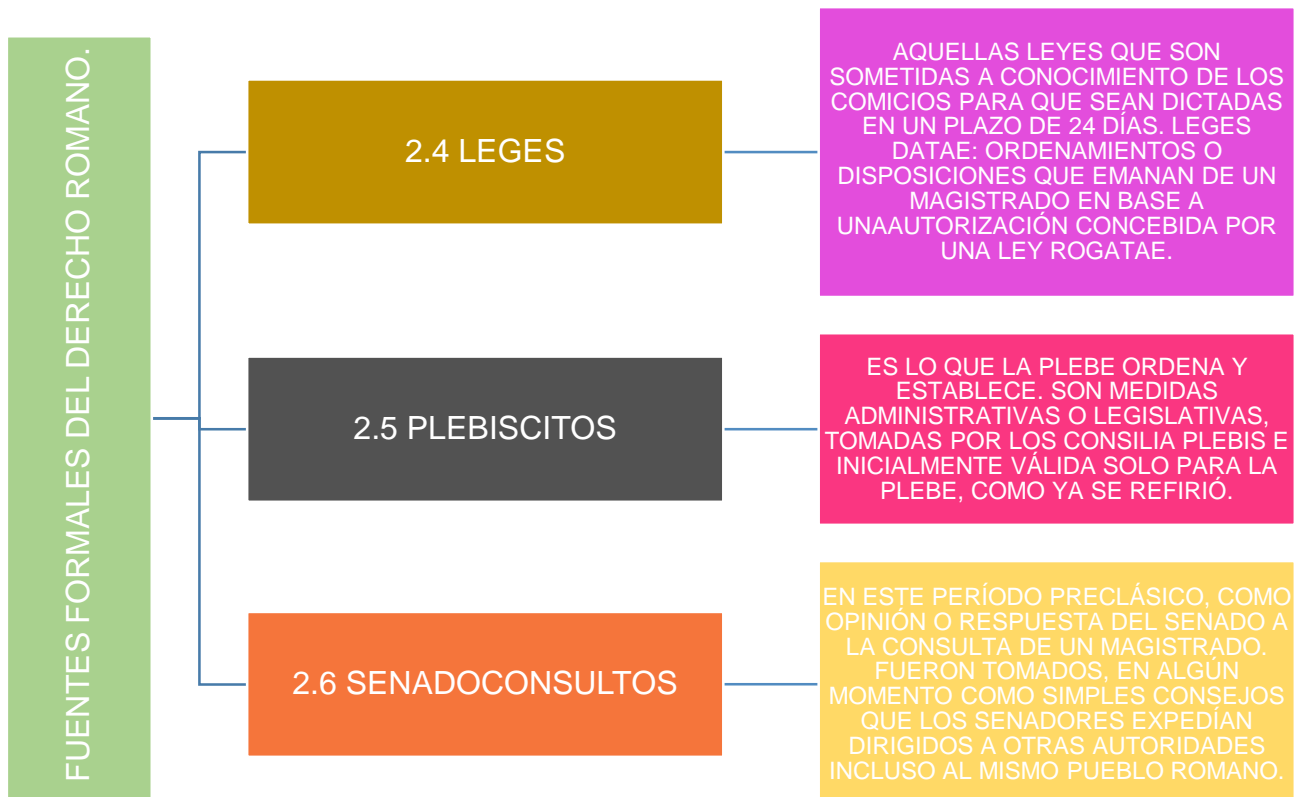 FUENTES FORMALES DEL DERECHO ROMANO.
2.4 LEGES
AQUELLAS LEYES QUE SON
SOMETIDAS A CONOCIMIENTO DE LOS
COMICIOS PARA QUE SEAN DICTADAS
EN UN PLAZO DE 24 DÍAS. LEGES
DATAE: ORDENAMIENTOS O
DISPOSICIONES QUE EMANAN DE UN
MAGISTRADO EN BASE A
UNAAUTORIZACIÓN CONCEBIDA POR
UNA LEY ROGATAE.
2.5 PLEBISCITOS
ES LO QUE LA PLEBE ORDENA Y
ESTABLECE. SON MEDIDAS
ADMINISTRATIVAS O LEGISLATIVAS,
TOMADAS POR LOS CONSILIA PLEBIS E
INICIALMENTE VÁLIDA SOLO PARA LA
PLEBE, COMO YA SE REFIRIÓ.
2.6 SENADOCONSULTOS
EN ESTE PERÍODO PRECLÁSICO, COMO
OPINIÓN O RESPUESTA DEL SENADO A
LA CONSULTA DE UN MAGISTRADO.
FUERON TOMADOS, EN ALGÚN
MOMENTO COMO SIMPLES CONSEJOS
QUE LOS SENADORES EXPEDÍAN
DIRIGIDOS A OTRAS AUTORIDADES
INCLUSO AL MISMO PUEBLO ROMANO.